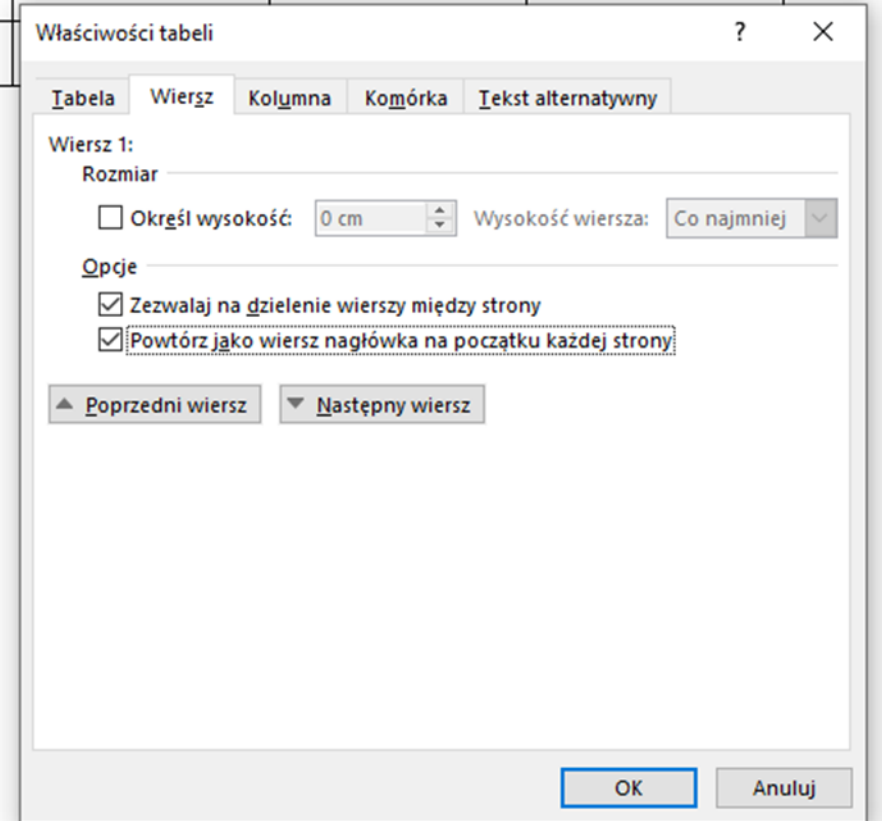 Właściwości tabeli ?
Tabela Wiersz Kolumna Komórka Tekst alternatywny
Wiersz 1:
Rozmiar
Określ wysokość: 0 cm Wysokość wiersza: Co najmniej
Opcje
Zezwalaj na dzielenie wierszy między strony
Powtórz jako wiersz nagłówka na początku każdej strony
Poprzedni wiersz Następny wiersz
OK Anuluj